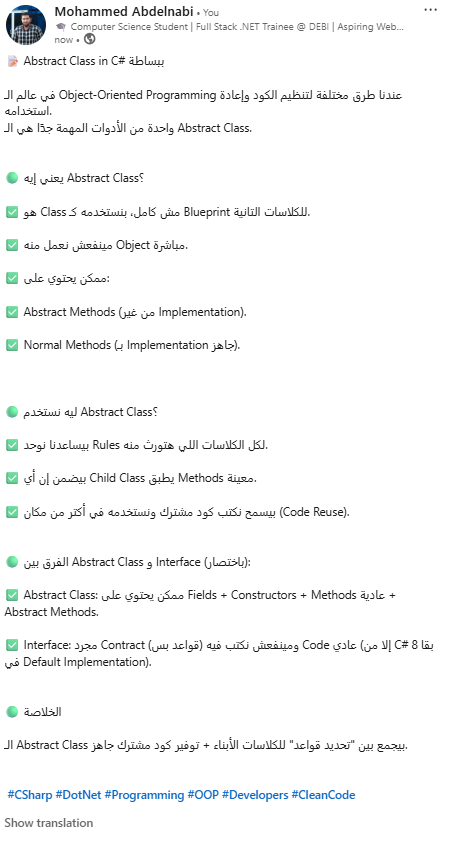 Mohammed Abdelnabi • You
🎓 Computer Science Student | Full Stack .NET Trainee @ DEBI | Aspiring Web...
now •
📝 Abstract Class in C# ببساطة
في عالم الـ Object-Oriented Programming عندنا طرق مختلفة لتنظيم الكود وإعادة
استخدامه.
واحدة من الأدوات المهمة جدًا هي الـ Abstract Class.
🟢 يعني إيه Abstract Class؟
✅ هو Class مش كامل، بنستخدمه كـ Blueprint للكلاسات التانية.
✅ مينفعش نعمل منه Object مباشرة.
✅ ممكن يحتوي على:
✅ Abstract Methods (من غير Implementation).
✅ Normal Methods (بـ Implementation جاهز).
🟢 ليه نستخدم Abstract Class؟
✅ بيساعدنا نوحد Rules لكل الكلاسات اللي هتورث منه.
✅ بيضمن إن أي Child Class يطبق Methods معينة.
✅ بيسمح نكتب كود مشترك ونستخدمه في أكتر من مكان (Code Reuse).
🟢 الفرق بين Abstract Class و Interface (باختصار):
✅ Abstract Class: ممكن يحتوي على Fields + Constructors + Methods عادية +
Abstract Methods.
✅ Interface: مجرد Contract (قواعد بس) ومينفعش نكتب فيه Code عادي (إلا من C# 8 بقا
في Default Implementation).
🟢 الخلاصة
الـ Abstract Class بيجمع بين "تحديد قواعد" للكلاسات الأبناء + توفير كود مشترك جاهز.
#CSharp #DotNet #Programming #OOP #Developers #CleanCode
Show translation